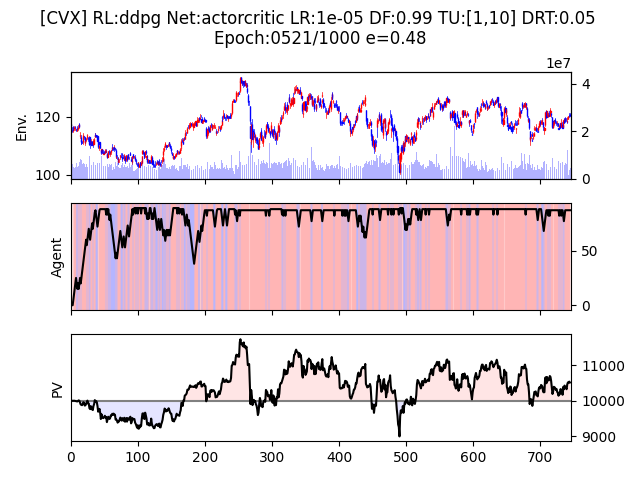 [CVX] RL:ddpg Net:actorcritic LR:1e-05 DF:0.99 TU:[1,10] DRT:0.05
Epoch:0521/1000 e=0.48
1e7
Env.
120
100
4
2
0
Agent
50
0
PV
11000
10000
9000
0 100 200 300 400 500 600 700